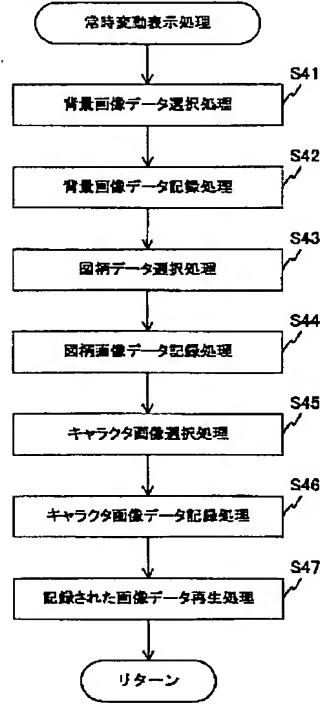 常時変動表示処理
S41
背景画像データ選択処理
S42
背景画像データ記録処理
S43
図柄データ選択処理
S44
図柄画像データ記録処理
S45
キャラクタ画像選択処理
S46
キャラクタ画像データ記録処理
S47
記録された画像データ再生処理
リターン